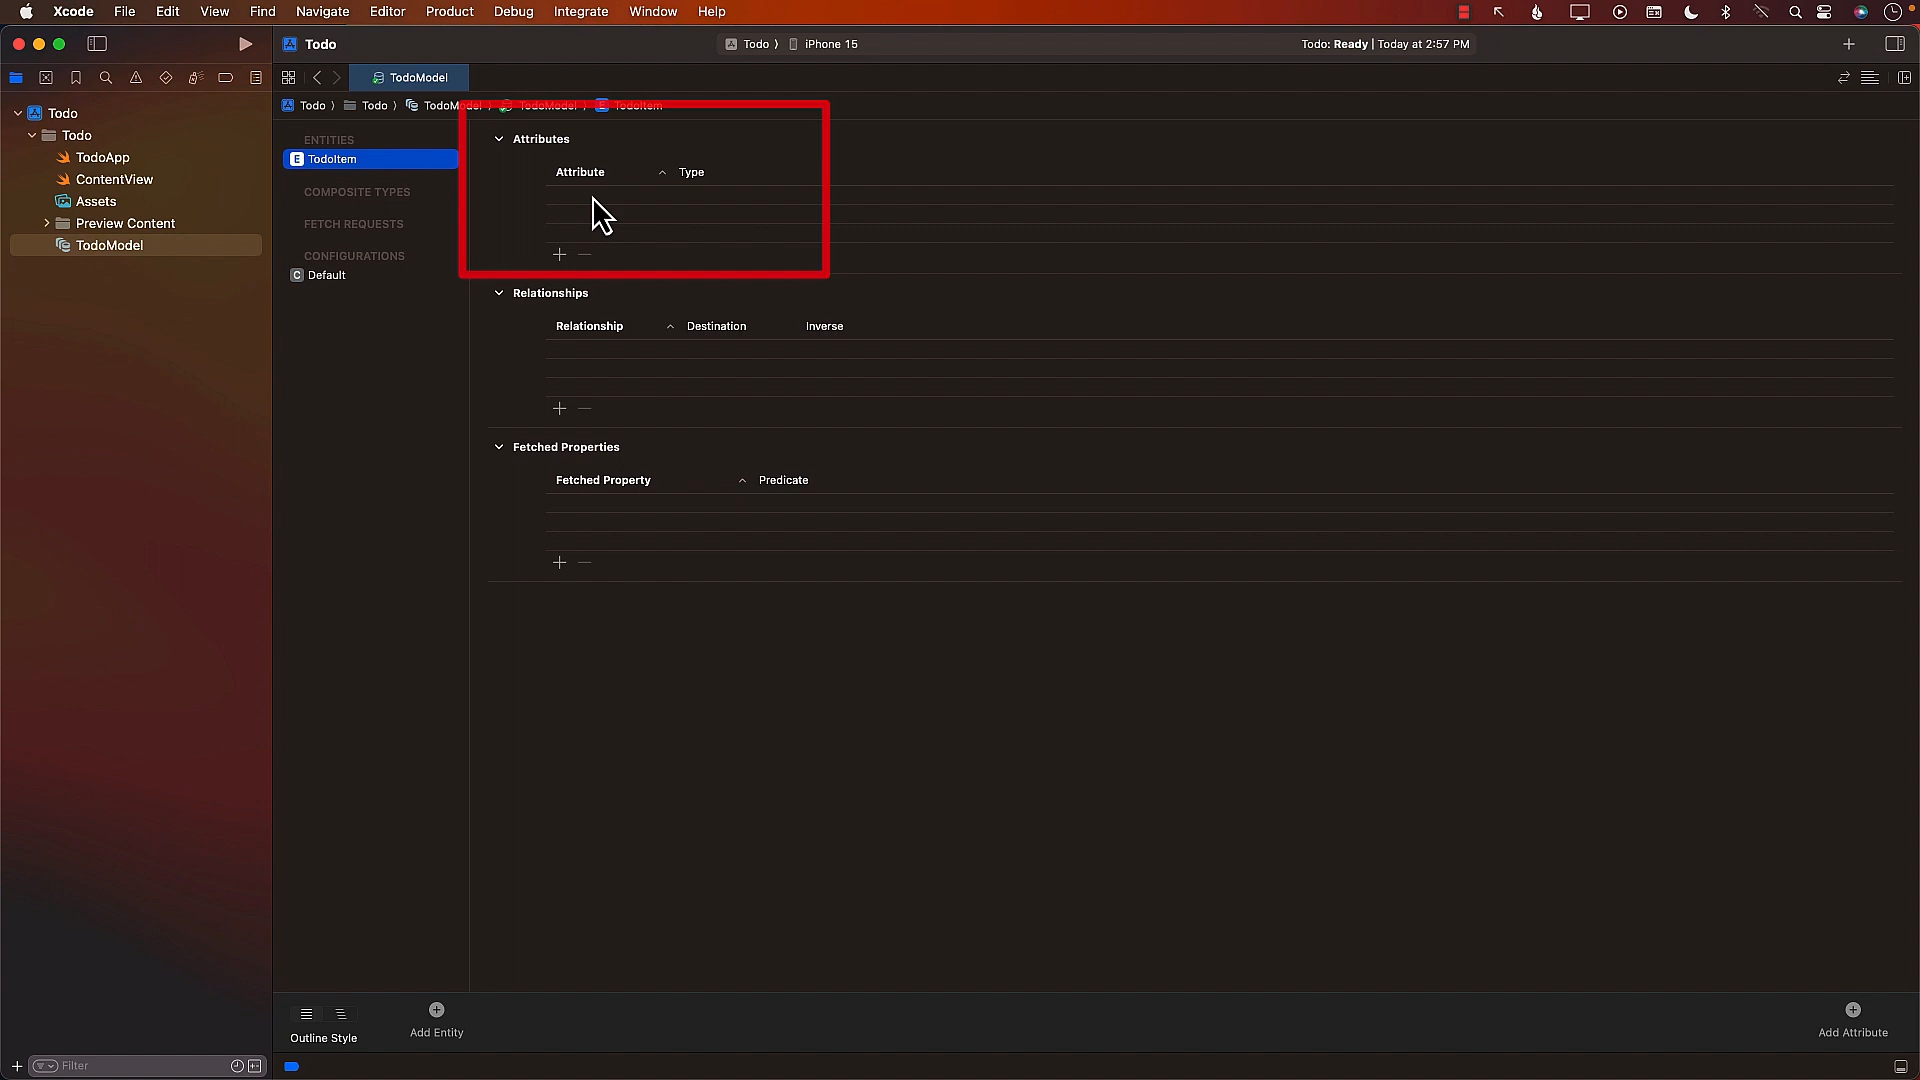 Xcode File Edit View Find Navigate Editor Product Debug Integrate Window Help
Todo
Todo ⟩ iPhone 15
Todo: Ready | Today at 2:57 PM
TodoModel
Todo ⟩ Todo ⟩ TodoModel ⟩ TodoModel ⟩ TodoItem
Todo
Todo
TodoApp
ContentView
Assets
Preview Content
TodoModel
ENTITIES
E TodoItem
COMPOSITE TYPES
FETCH REQUESTS
CONFIGURATIONS
C Default
Attributes
Attribute Type
Relationships
Relationship Destination Inverse
Fetched Properties
Fetched Property Predicate
Outline Style
Add Entity
Add Attribute
Filter